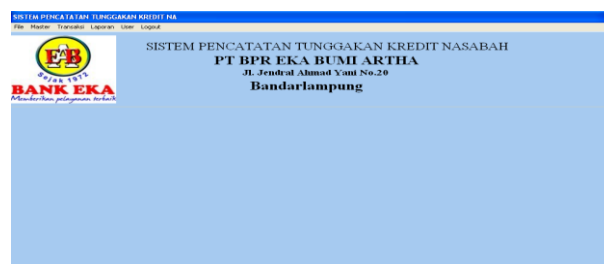 SISTEM PENCATATAN TUNGGAKAN KREDIT NA
File Master Transaksi Laporan User Logout
SISTEM PENCATATAN TUNGGAKAN KREDIT NASABAH
PT BPR EKA BUMI ARTHA
Jl. Jendral Ahmad Yani No.20
Bandarlampung
EAB
Sejak 1972
BANK EKA
Memberikan pelayanan terbaik